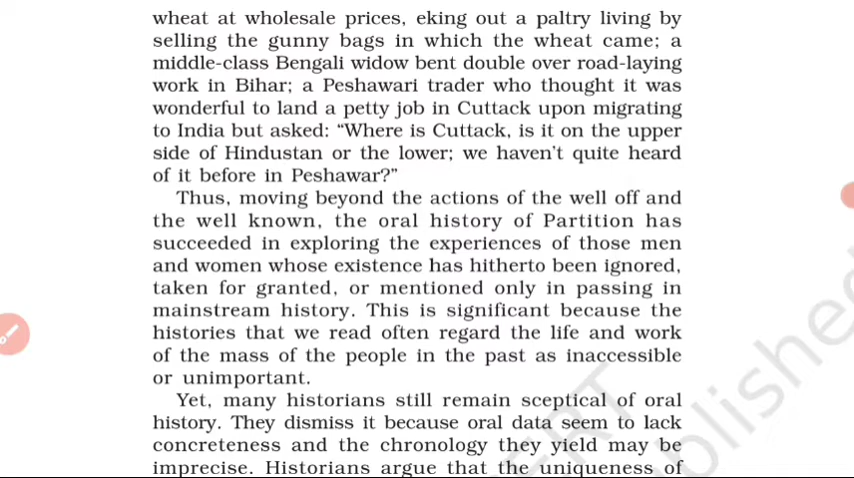 wheat at wholesale prices, eking out a paltry living by
selling the gunny bags in which the wheat came; a
middle-class Bengali widow bent double over road-laying
work in Bihar; a Peshawari trader who thought it was
wonderful to land a petty job in Cuttack upon migrating
to India but asked: “Where is Cuttack, is it on the upper
side of Hindustan or the lower; we haven’t quite heard
of it before in Peshawar?”
Thus, moving beyond the actions of the well off and
the well known, the oral history of Partition has
succeeded in exploring the experiences of those men
and women whose existence has hitherto been ignored,
taken for granted, or mentioned only in passing in
mainstream history. This is significant because the
histories that we read often regard the life and work
of the mass of the people in the past as inaccessible
or unimportant.
Yet, many historians still remain sceptical of oral
history. They dismiss it because oral data seem to lack
concreteness and the chronology they yield may be
imprecise. Historians argue that the uniqueness of